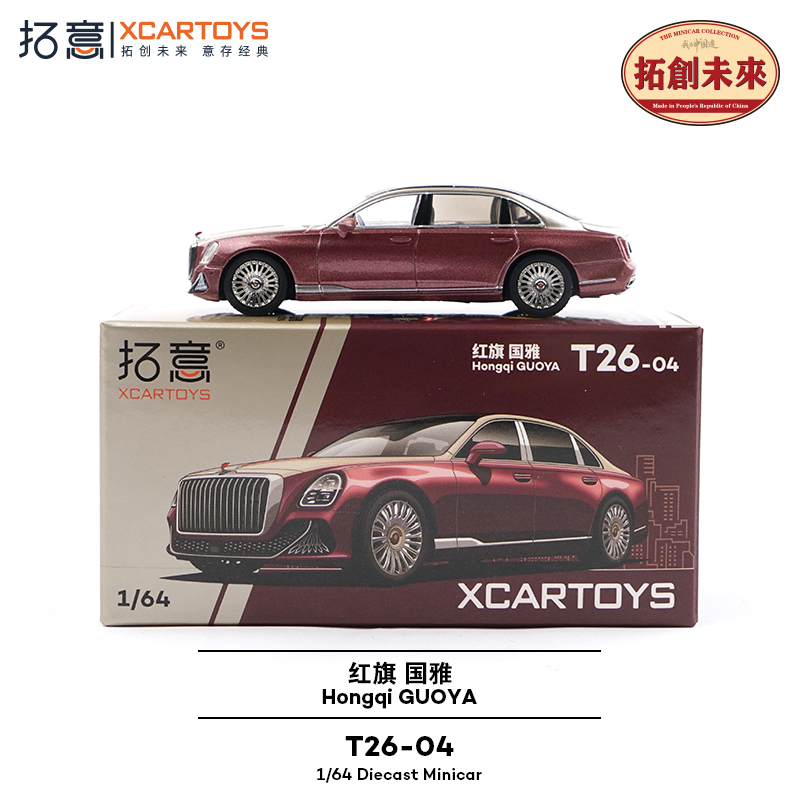 拓意 XCARTOYS
拓创未来 意存经典
THE MINICAR COLLECTION
拓創未來
Made in People's Republic of China
拓意®
XCARTOYS
红旗 国雅
Hongqi GUOYA
T26-04
1/64
XCARTOYS
红旗 国雅
Hongqi GUOYA
T26-04
1/64 Diecast Minicar